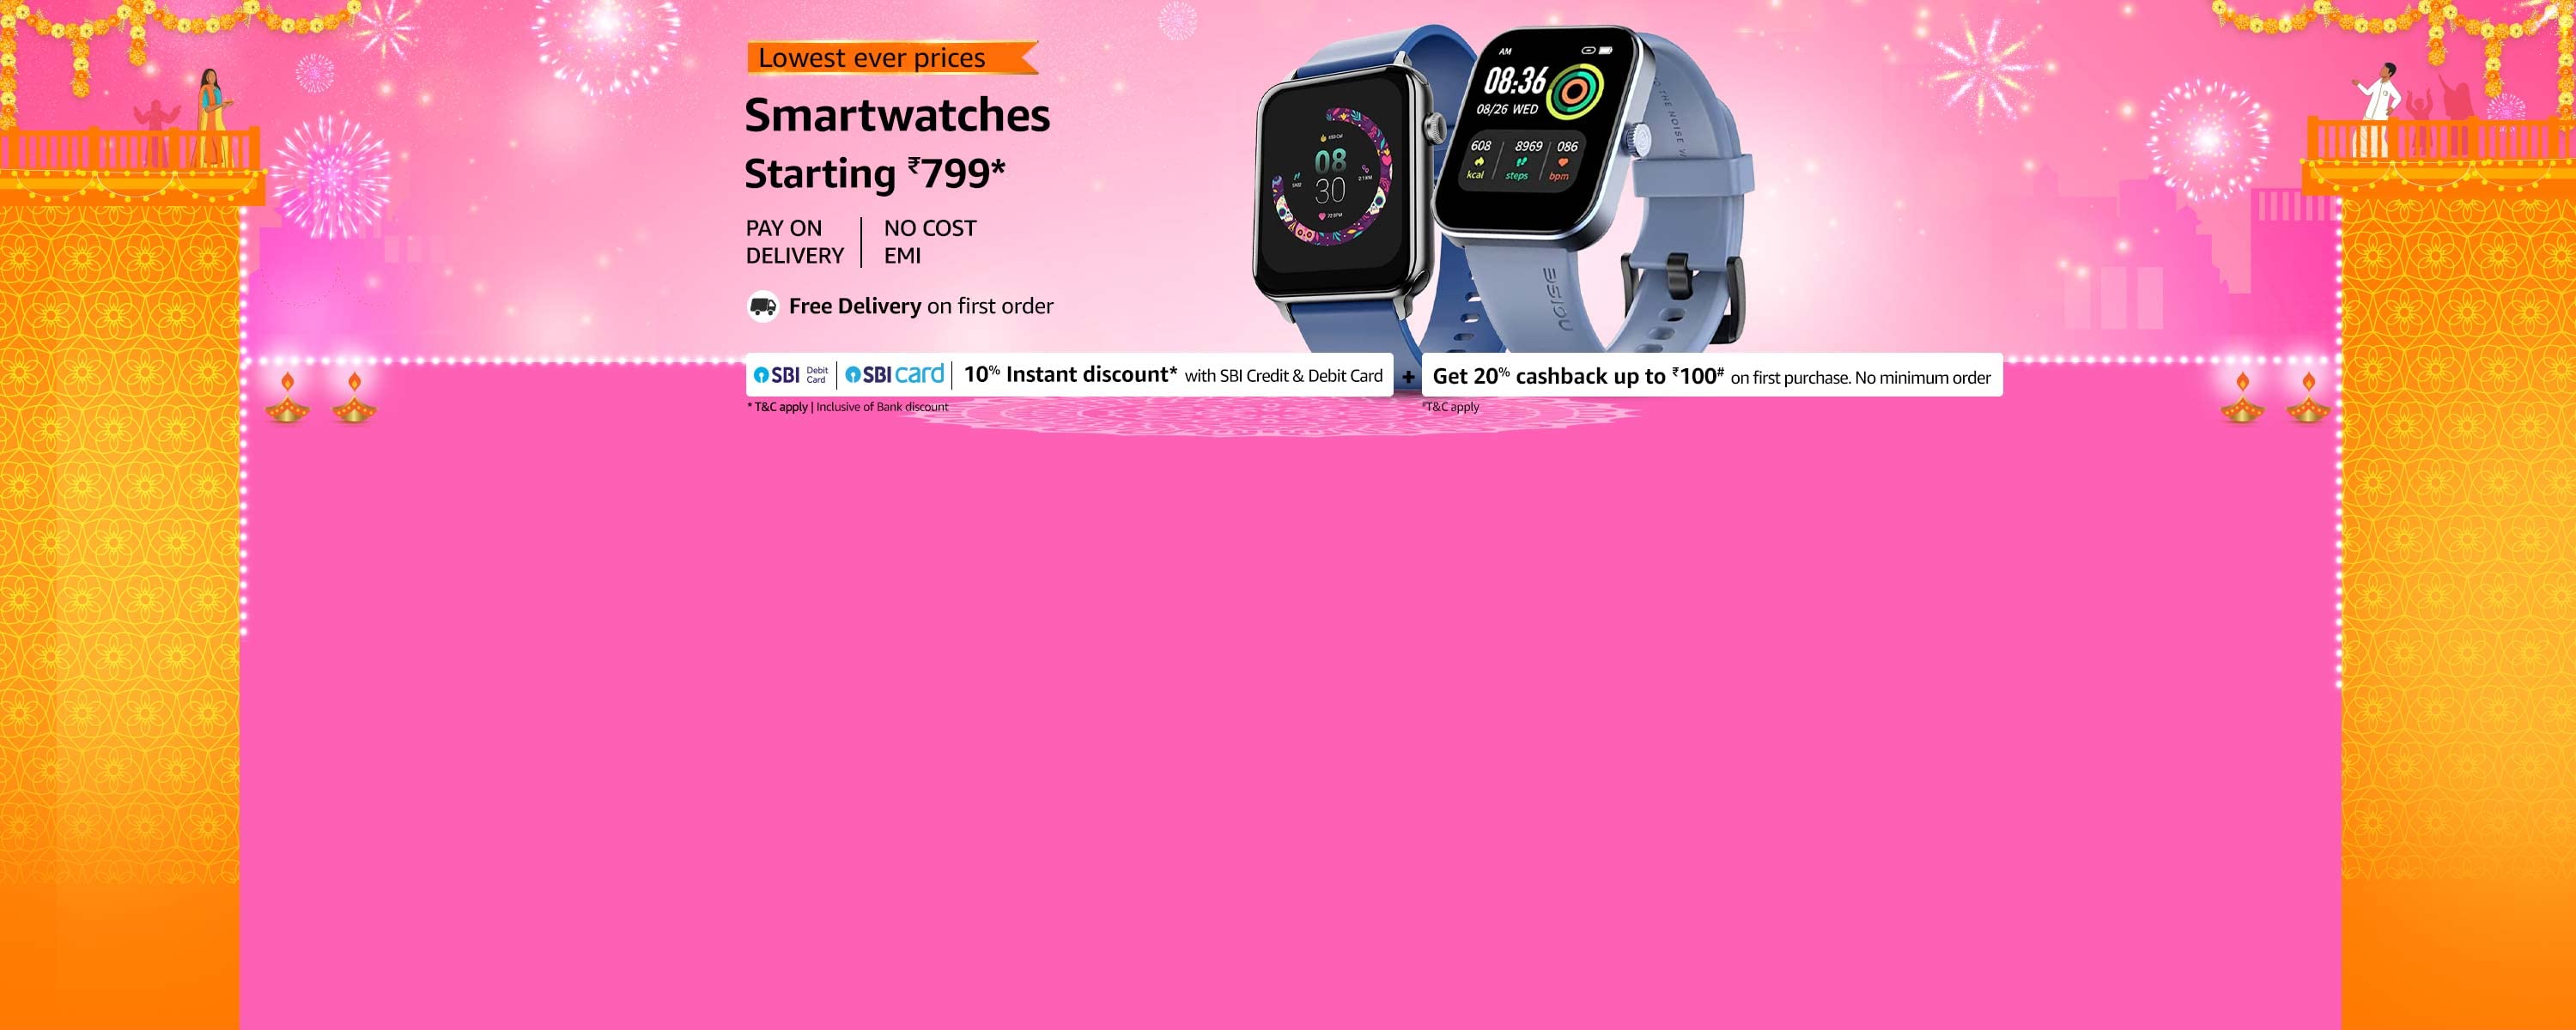 Lowest ever prices
Smartwatches
Starting ₹799*
PAY ON DELIVERY | NO COST EMI
Free Delivery on first order
AM
08:36
08/26 WED
608 8969 086
kcal steps bpm
08
30
THE NOISE
noise
SBI Debit Card | SBI card | 10% Instant discount* with SBI Credit & Debit Card + Get 20% cashback up to ₹100# on first purchase. No minimum order
* T&C apply | Inclusive of Bank discount
#T&C apply